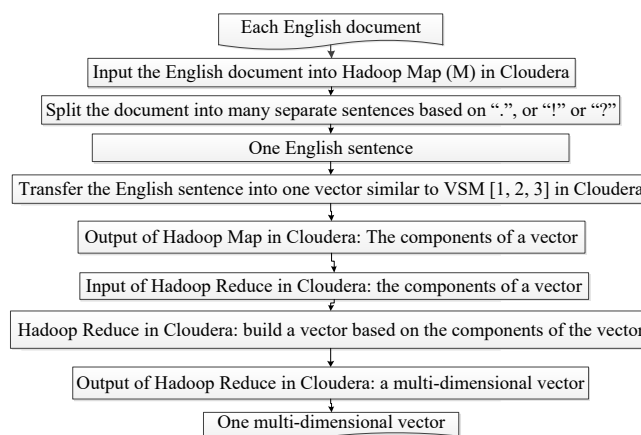 Each English document
Input the English document into Hadoop Map (M) in Cloudera
Split the document into many separate sentences based on “.”, or “!” or “?”
One English sentence
Transfer the English sentence into one vector similar to VSM [1, 2, 3] in Cloudera
Output of Hadoop Map in Cloudera: The components of a vector
Input of Hadoop Reduce in Cloudera: the components of a vector
Hadoop Reduce in Cloudera: build a vector based on the components of the vector
Output of Hadoop Reduce in Cloudera: a multi-dimensional vector
One multi-dimensional vector